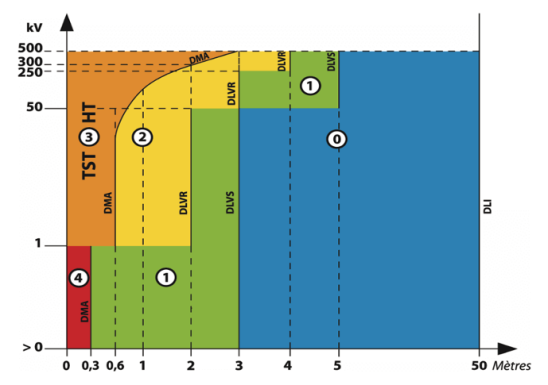 kV
500
300
250
50
1
> 0
DMA
DLVR
DLVS
1
DLVR
0
3
2
TST HT
DMA
DLVR
DLVS
DLI
4
1
DMA
0 0,3 0,6 1 2 3 4 5 50 Mètres